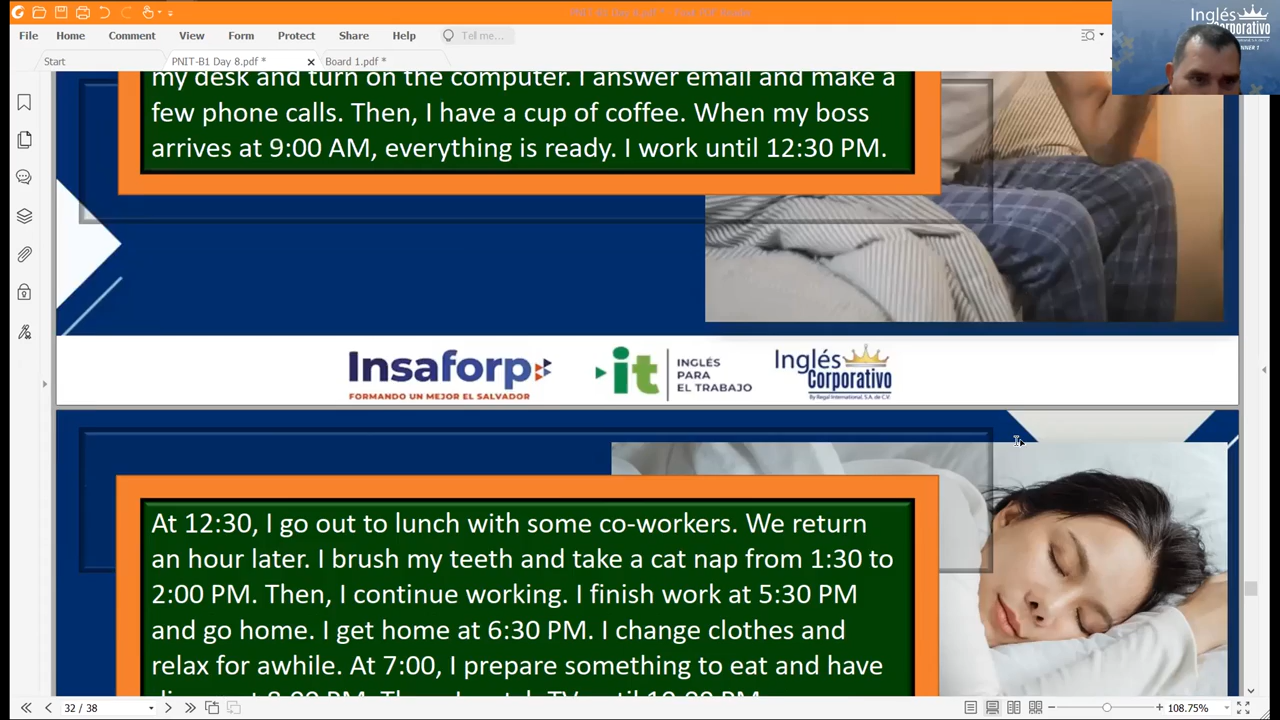 File Home Comment View Form Protect Share Help Tell me...
Inglés
Corporativo
Start PNIT-B1 Day 8.pdf * Board 1.pdf *
my desk and turn on the computer. I answer email and make a
few phone calls. Then, I have a cup of coffee. When my boss
arrives at 9:00 AM, everything is ready. I work until 12:30 PM.
Insaforp
FORMANDO UN MEJOR EL SALVADOR
it
INGLÉS
PARA
EL TRABAJO
Inglés
Corporativo
By Regal International, S.A. de C.V.
At 12:30, I go out to lunch with some co-workers. We return
an hour later. I brush my teeth and take a cat nap from 1:30 to
2:00 PM. Then, I continue working. I finish work at 5:30 PM
and go home. I get home at 6:30 PM. I change clothes and
relax for awhile. At 7:00, I prepare something to eat and have
32 / 38 108.75%